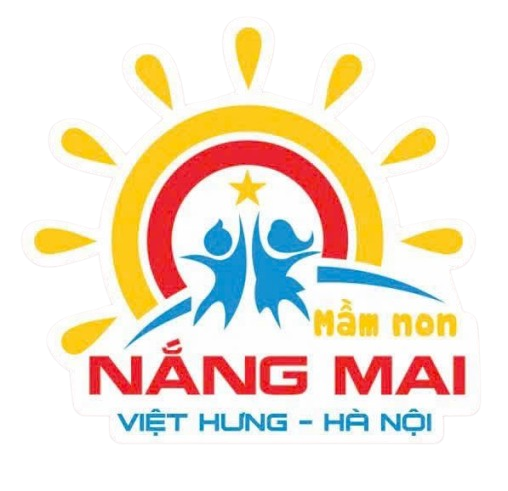 Mầm non
NẮNG MAI
VIỆT HƯNG - HÀ NỘI